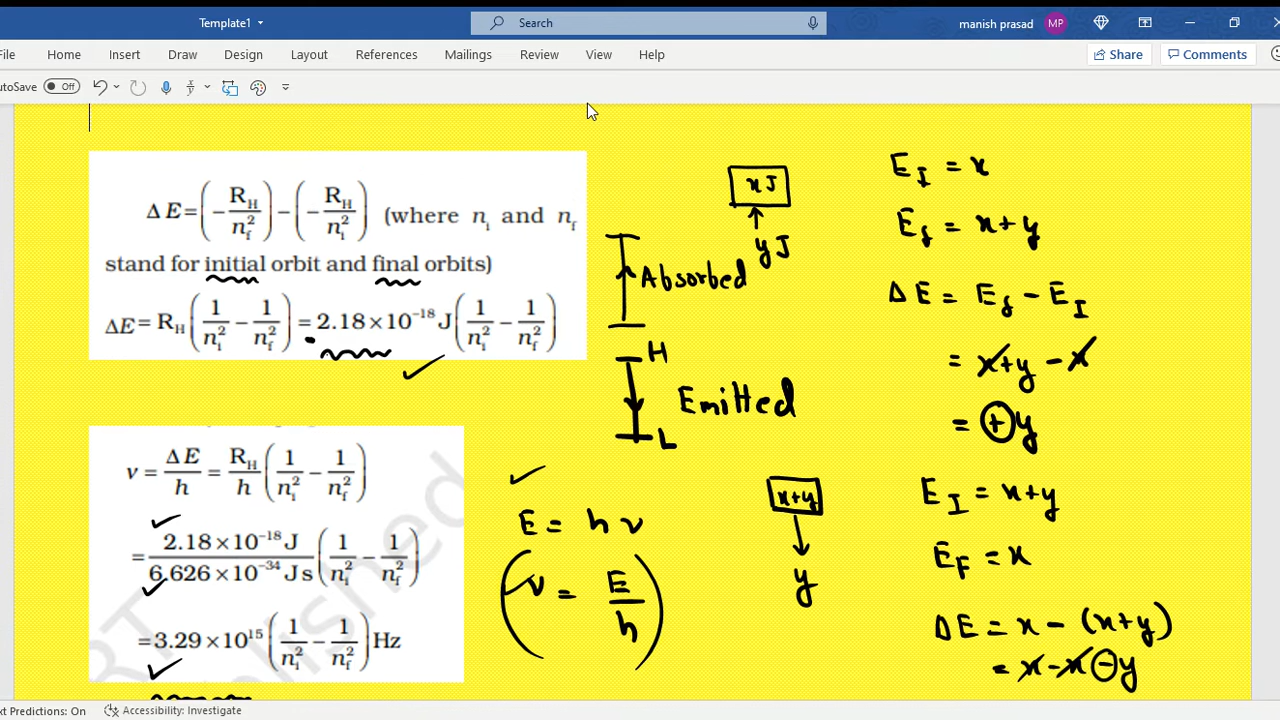 Template1
Search
manish prasad MP
File Home Insert Draw Design Layout References Mailings Review View Help
Share Comments
AutoSave Off
ΔE=(-R_H/n_f²)-(-R_H/n_i²) (where n_i and n_f
stand for initial orbit and final orbits)
ΔE= R_H(1/n_i² - 1/n_f²) = 2.18×10⁻¹⁸ J(1/n_i² - 1/n_f²)
ν = ΔE/h = R_H/h (1/n_i² - 1/n_f²)
= 2.18×10⁻¹⁸ J / 6.626×10⁻³⁴ Js (1/n_i² - 1/n_f²)
=3.29×10¹⁵ (1/n_i² - 1/n_f²) Hz
xJ
yJ
Absorbed
H
Emitted
L
E = hν
(ν = E/h)
x+y
y
E_I = x
E_f = x+y
ΔE = E_f - E_I
= x+y - x
= +y
E_I = x+y
E_F = x
ΔE = x - (x+y)
= x - x - y
Text Predictions: On Accessibility: Investigate